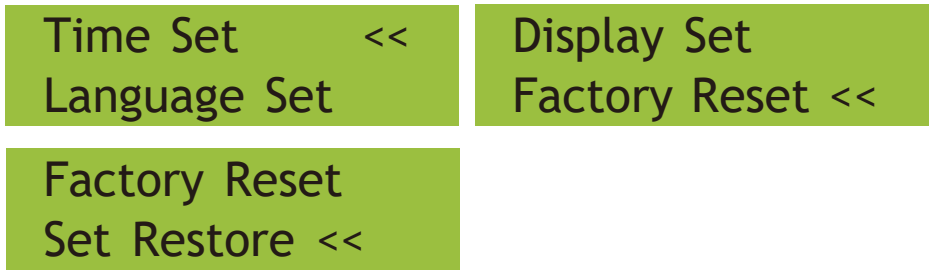 Time Set <<
Language Set
Display Set
Factory Reset <<
Factory Reset
Set Restore <<